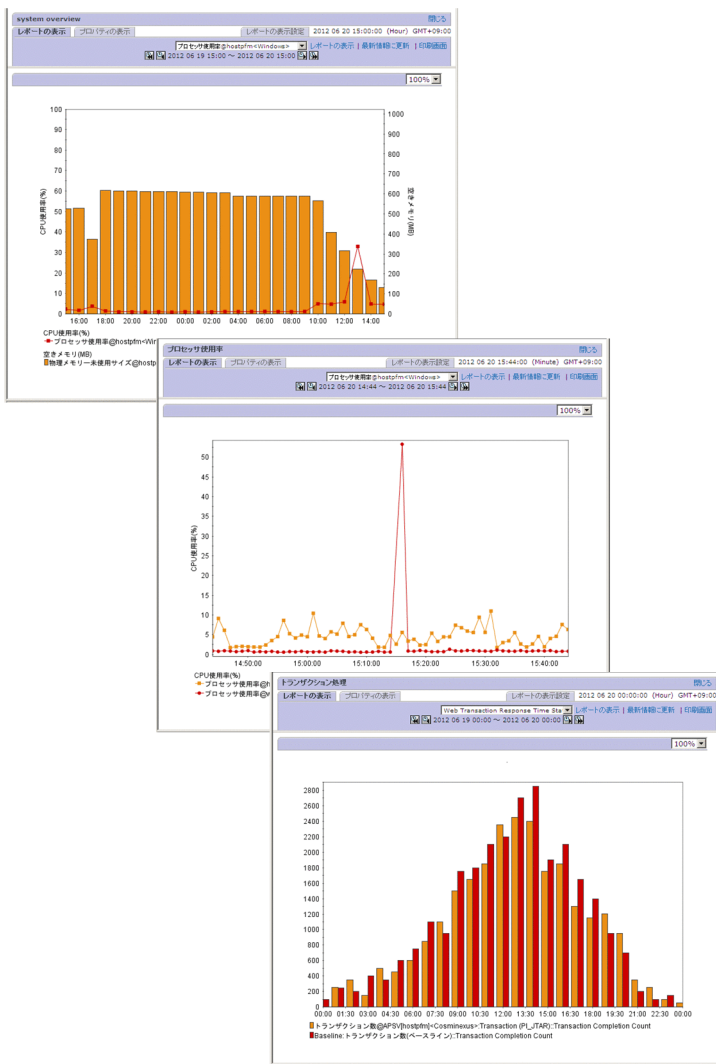 system overview 閉じる
レポートの表示 プロパティの表示 レポートの表示設定 2012 06 20 15:00:00 (Hour) GMT+09:00
プロセッサ使用率@hostpfm<Windows> レポートの表示 | 最新情報に更新 | 印刷画面
2012 06 19 15:00 ~ 2012 06 20 15:00
100%
100
90
80
70
60
50
40
30
20
10
0
CPU使用率(%)
1000
900
800
700
600
500
400
300
200
100
0
空きメモリ(MB)
16:00 18:00 20:00 22:00 00:00 02:00 04:00 06:00 08:00 10:00 12:00 14:00
CPU使用率(%)
プロセッサ使用率@hostpfm<Wi
空きメモリ(MB)
物理メモリー未使用サイズ@hostp
プロセッサ使用率 閉じる
レポートの表示 プロパティの表示 レポートの表示設定 2012 06 20 15:44:00 (Minute) GMT+09:00
プロセッサ使用率@hostpfm<Windows> レポートの表示 | 最新情報に更新 | 印刷画面
2012 06 20 14:44 ~ 2012 06 20 15:44
100%
50
45
40
35
30
25
20
15
10
5
0
CPU使用率(%)
14:50:00 15:00:00 15:10:00 15:20:00 15:30:00 15:40:00
CPU使用率(%)
プロセッサ使用率@h
プロセッサ使用率@
トランザクション処理 閉じる
レポートの表示 プロパティの表示 レポートの表示設定 2012 06 20 00:00:00 (Hour) GMT+09:00
Web Transaction Response Time Sta レポートの表示 | 最新情報に更新 | 印刷画面
2012 06 19 00:00 ~ 2012 06 20 00:00
100%
2800
2600
2400
2200
2000
1800
1600
1400
1200
1000
800
600
400
200
0
00:00 01:30 03:00 04:30 06:00 07:30 09:00 10:30 12:00 13:30 15:00 16:30 18:00 19:30 21:00 22:30 00:00
トランザクション数@APSV[hostpfm]<Cosminexus>:Transaction (PI_JTAR)::Transaction Completion Count
Baseline:トランザクション数(ベースライン)::Transaction Completion Count